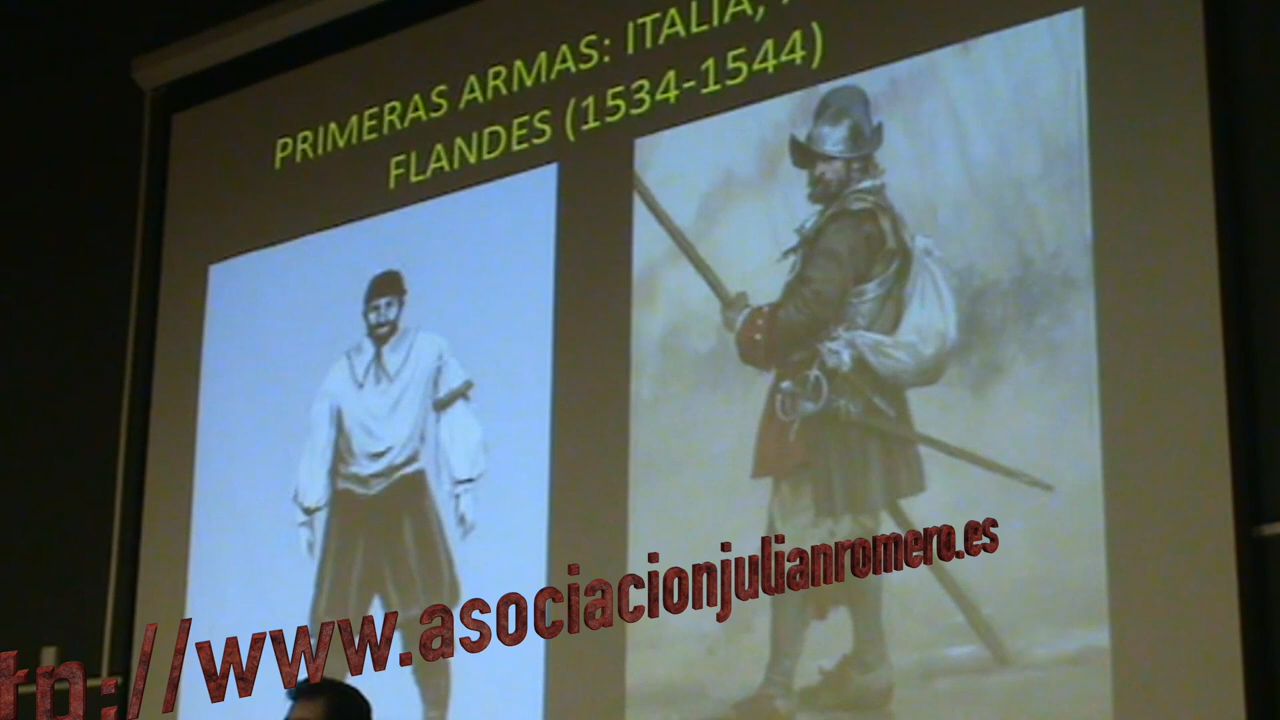 PRIMERAS ARMAS: ITALIA,
FLANDES (1534-1544)
tp://www.asociacionjulianromero.es